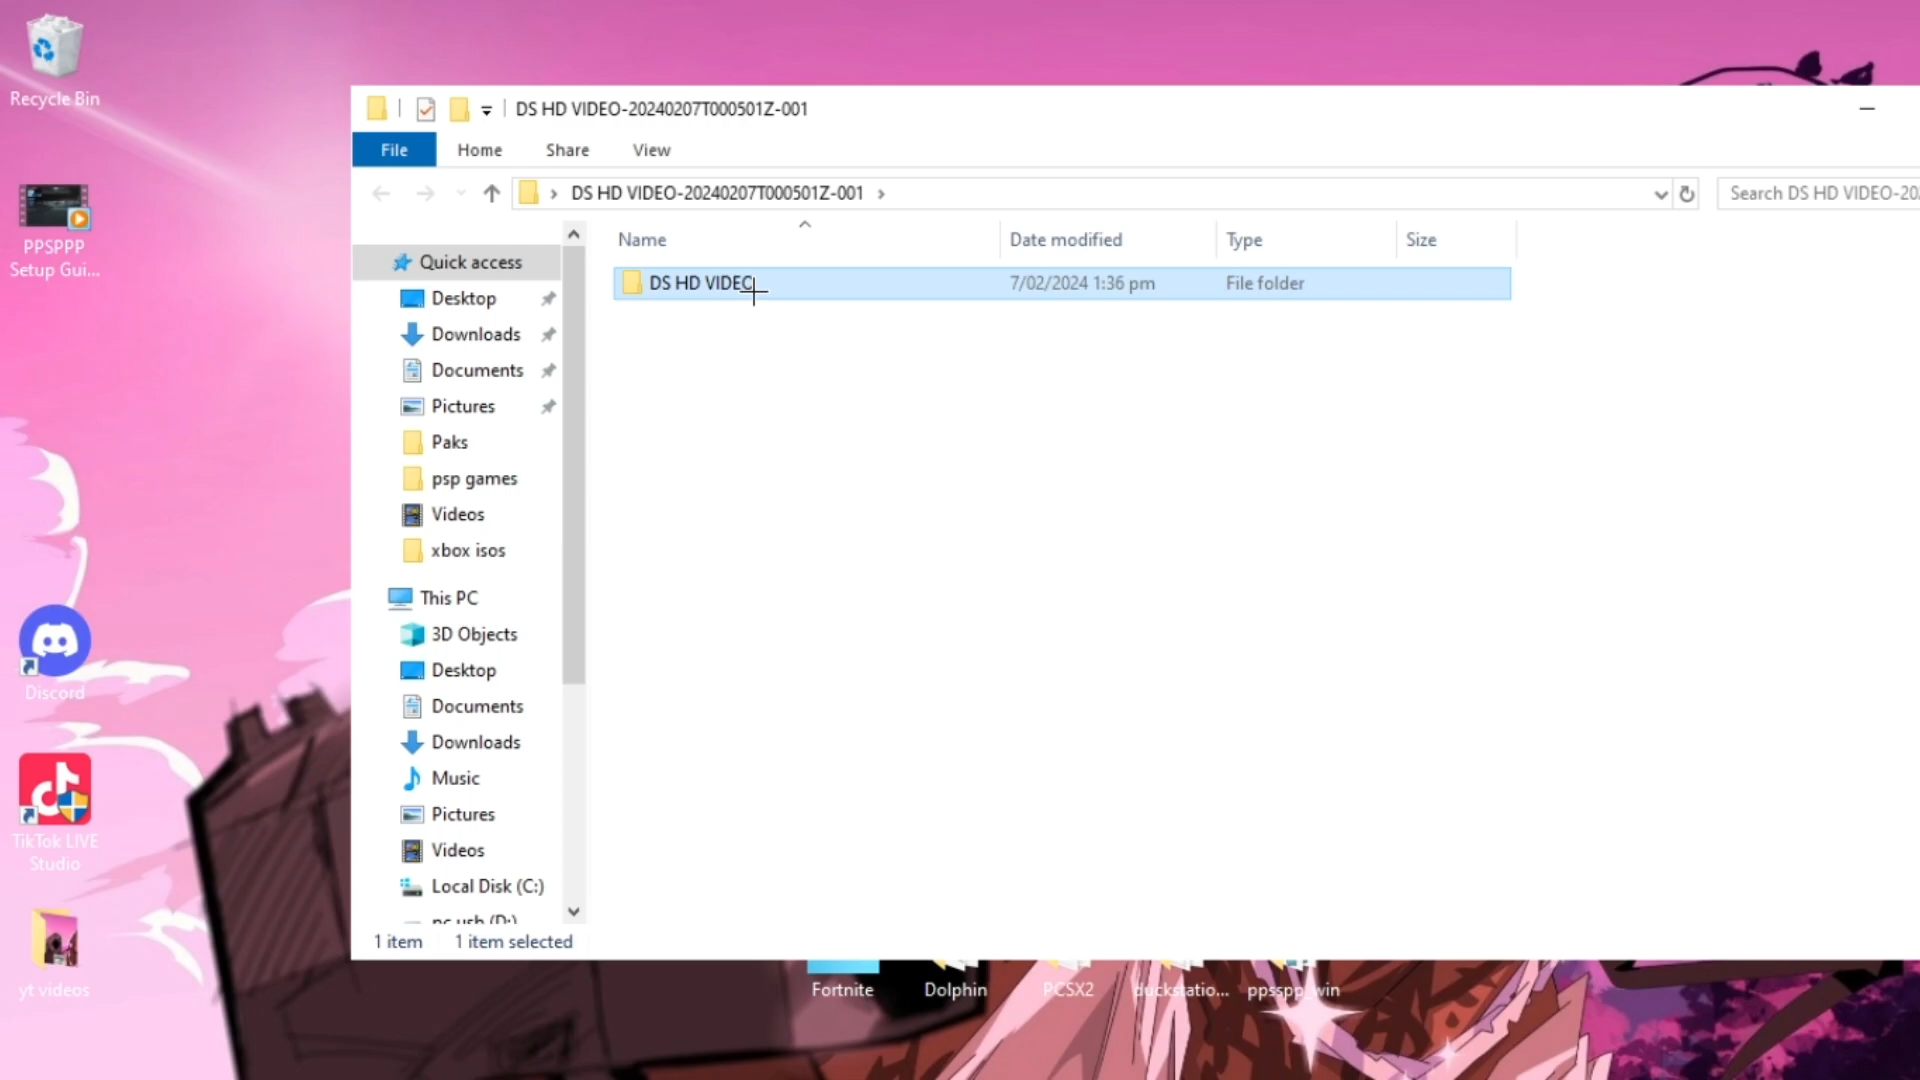 Recycle Bin
PPSPPP
Setup Gui...
Discord
TikTok LIVE
Studio
yt videos
DS HD VIDEO-20240207T000501Z-001
File Home Share View
DS HD VIDEO-20240207T000501Z-001
Search DS HD VIDEO-20
Name Date modified Type Size
DS HD VIDEO 7/02/2024 1:36 pm File folder
Quick access
Desktop
Downloads
Documents
Pictures
Paks
psp games
Videos
xbox isos
This PC
3D Objects
Desktop
Documents
Downloads
Music
Pictures
Videos
Local Disk (C:)
pc usb (D:)
1 item 1 item selected
Fortnite Dolphin PCSX2 duckstatio... ppsspp_win